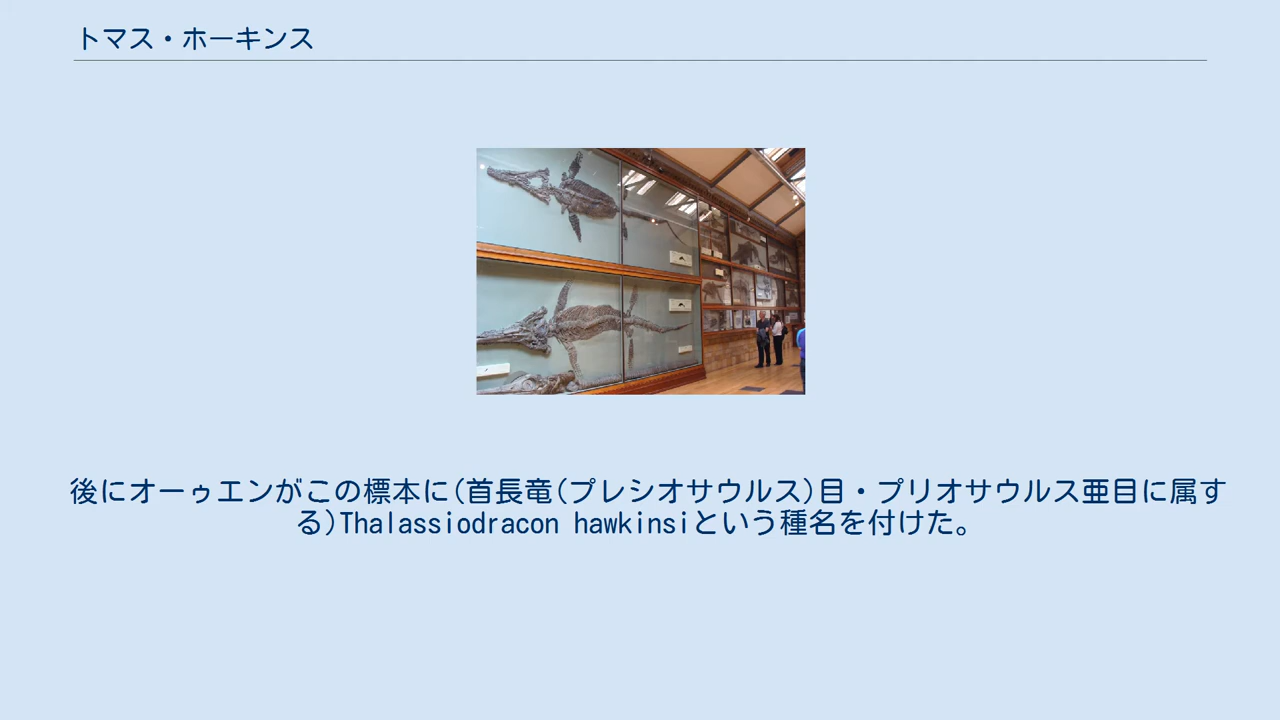 トマス・ホーキンス
後にオーゥエンがこの標本に(首長竜(プレシオサウルス)目・プリオサウルス亜目に属す
る)Thalassiodracon hawkinsiという種名を付けた。